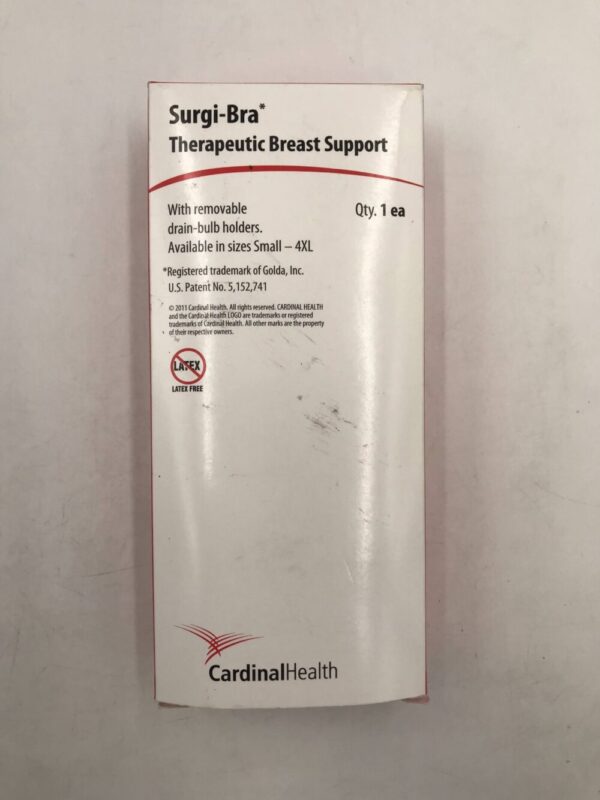 Surgi-Bra*
Therapeutic Breast Support
With removable
drain-bulb holders.
Available in sizes Small – 4XL
Qty. 1 ea
*Registered trademark of Golda, Inc.
U.S. Patent No. 5,152,741
© 2011 Cardinal Health. All rights reserved. CARDINAL HEALTH
and the Cardinal Health LOGO are trademarks or registered
trademarks of Cardinal Health. All other marks are the property
of their respective owners.
LATEX
LATEX FREE
CardinalHealth